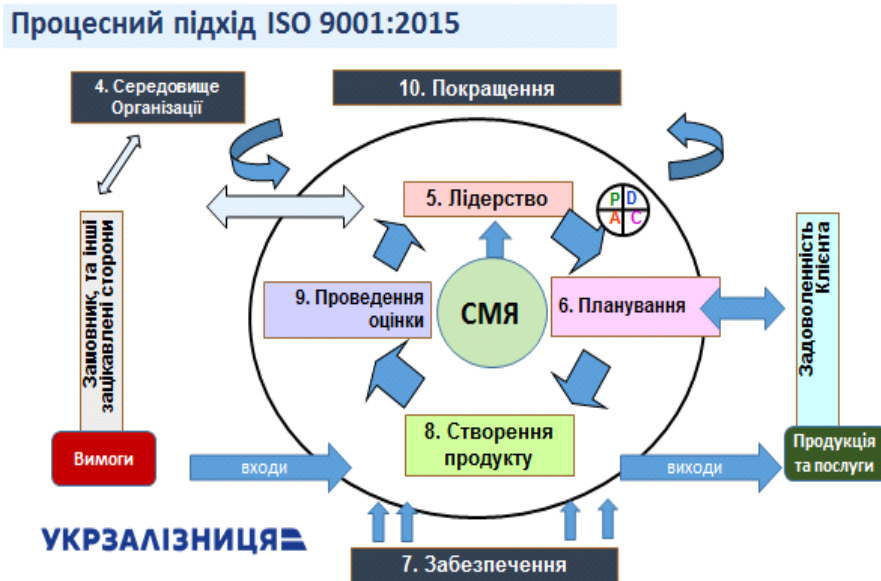 Процесний підхід ISO 9001:2015
4. Середовище
Організації
10. Покращення
5. Лідерство
P D
A C
Замовник, та інші
зацікавлені сторони
9. Проведення
оцінки
СМЯ
6. Планування
Задоволенність
Клієнта
8. Створення
продукту
Вимоги
входи
виходи
Продукція
та послуги
УКРЗАЛІЗНИЦЯ
7. Забезпечення